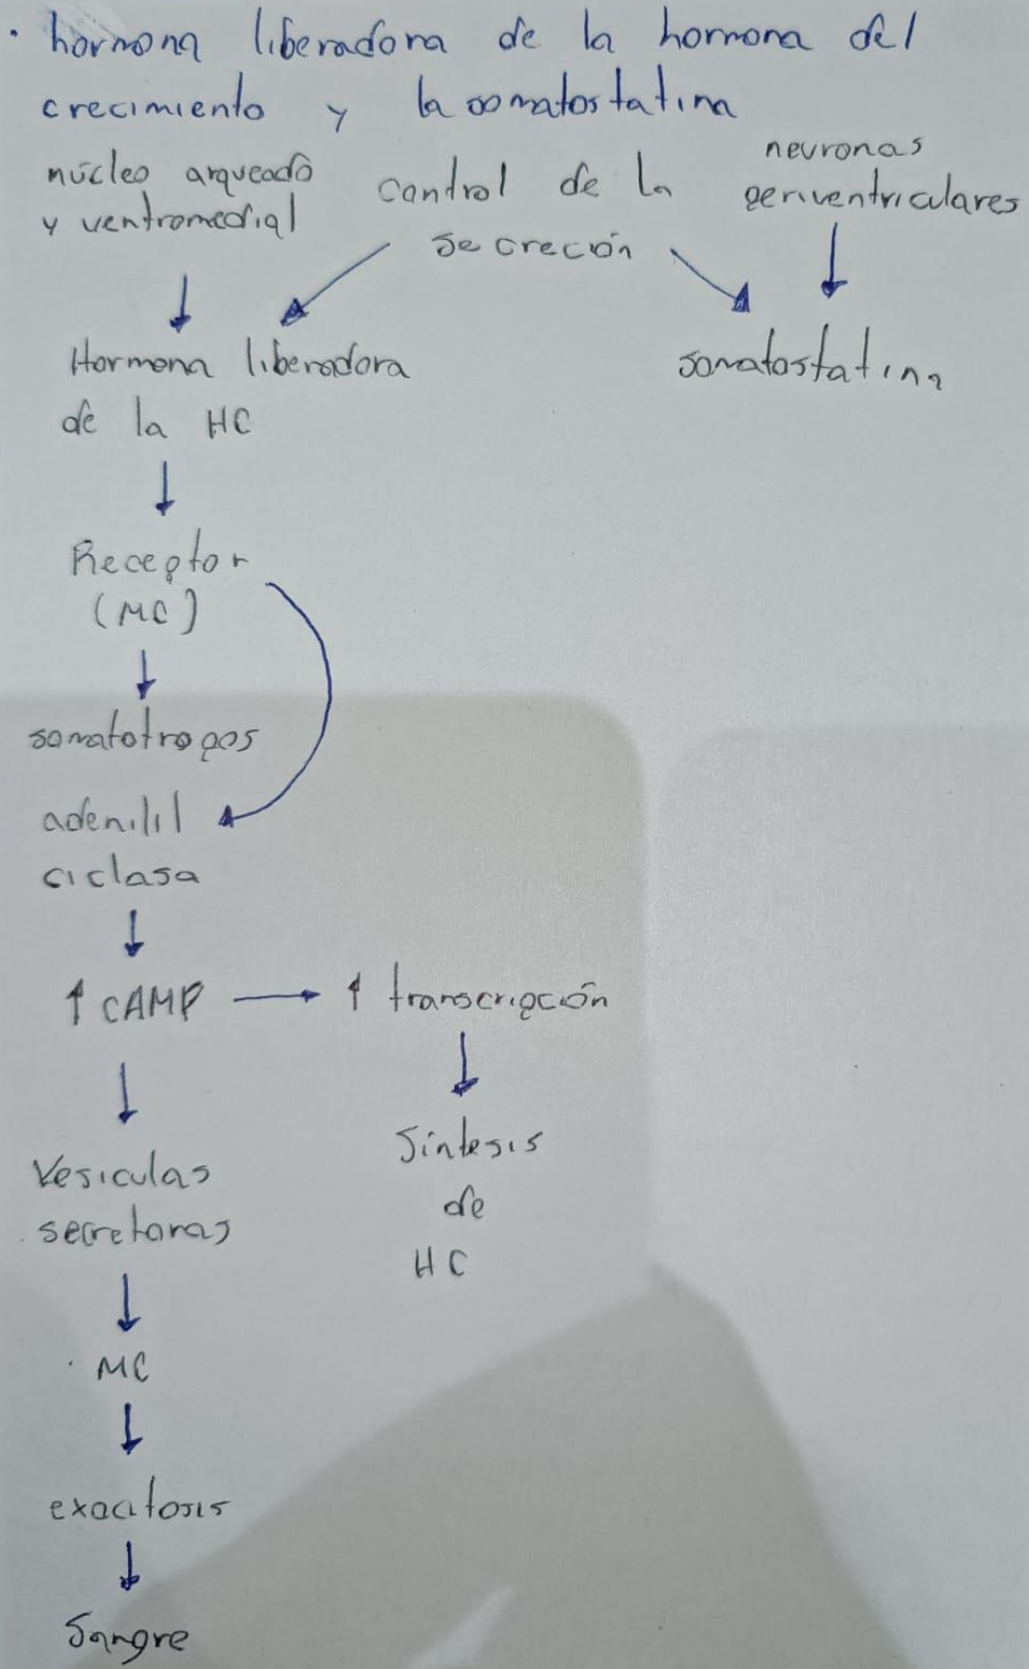 · hormona liberadora de la hormona del
crecimiento y la somatostatina
núcleo arqueado
y ventromedial
control de la
secreción
neuronas
periventriculares
Hormona liberadora
de la HC
somatostatina
Receptor
(MC)
somatotropos
adenilil
ciclasa
↑ cAMP → ↑ transcripción
Vesiculas
secretoras
Síntesis
de
HC
MC
exocitosis
Sangre